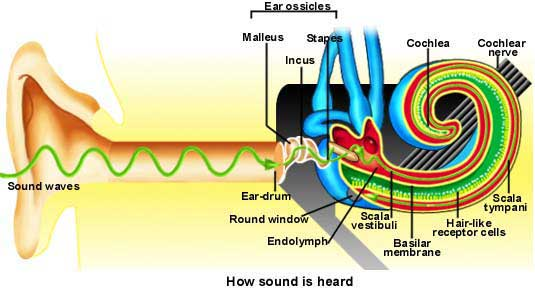 Ear ossicles
Malleus
Stapes
Incus
Cochlea
Cochlear
nerve
Sound waves
Ear-drum
Round window
Endolymph
Scala
vestibuli
Basilar
membrane
Hair-like
receptor cells
Scala
tympani
How sound is heard